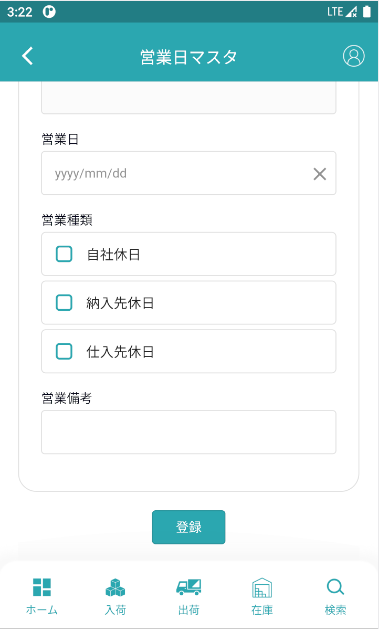 3:22
LTE
営業日マスタ
営業日
yyyy/mm/dd
営業種類
自社休日
納入先休日
仕入先休日
営業備考
登録
ホーム 入荷 出荷 在庫 検索